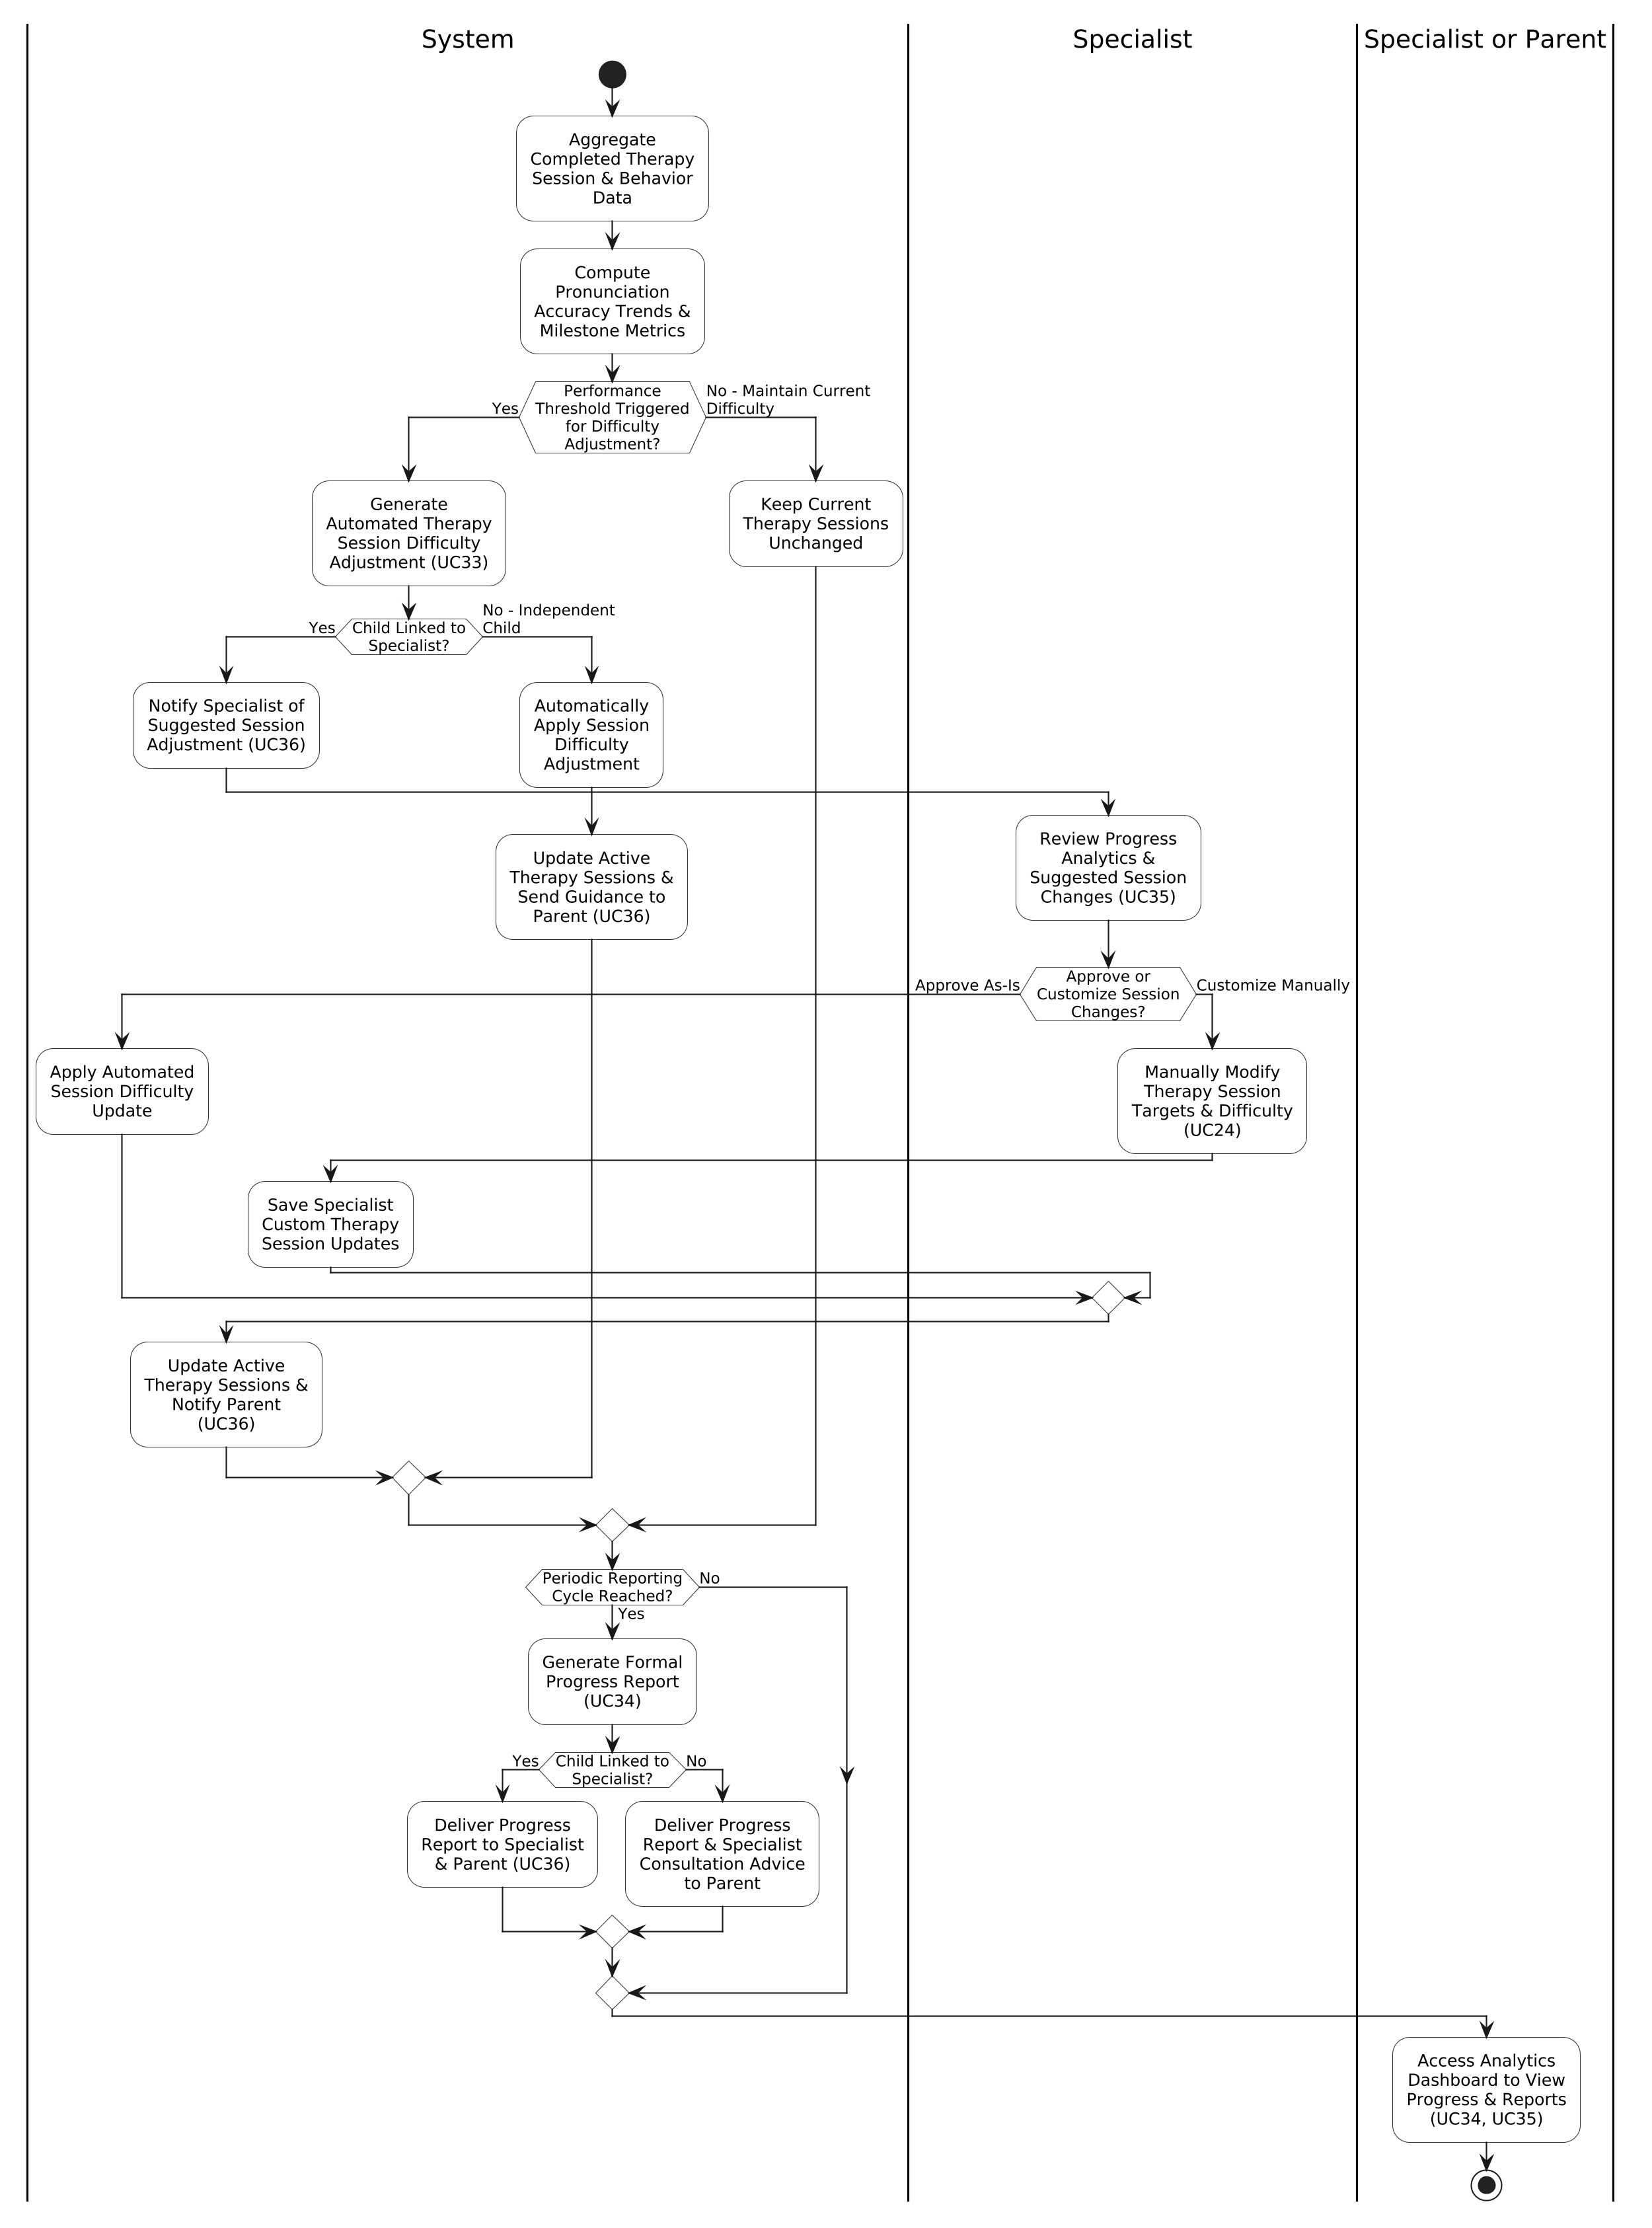 System
Specialist
Specialist or Parent
Aggregate
Completed Therapy
Session & Behavior
Data
Compute
Pronunciation
Accuracy Trends &
Milestone Metrics
Performance
Threshold Triggered
for Difficulty
Adjustment?
Yes
No - Maintain Current
Difficulty
Generate
Automated Therapy
Session Difficulty
Adjustment (UC33)
Keep Current
Therapy Sessions
Unchanged
Child Linked to
Specialist?
Yes
No - Independent
Child
Notify Specialist of
Suggested Session
Adjustment (UC36)
Automatically
Apply Session
Difficulty
Adjustment
Update Active
Therapy Sessions &
Send Guidance to
Parent (UC36)
Review Progress
Analytics &
Suggested Session
Changes (UC35)
Approve As-Is
Approve or
Customize Session
Changes?
Customize Manually
Apply Automated
Session Difficulty
Update
Manually Modify
Therapy Session
Targets & Difficulty
(UC24)
Save Specialist
Custom Therapy
Session Updates
Update Active
Therapy Sessions &
Notify Parent
(UC36)
Periodic Reporting
Cycle Reached?
No
Yes
Generate Formal
Progress Report
(UC34)
Yes
Child Linked to
Specialist?
No
Deliver Progress
Report to Specialist
& Parent (UC36)
Deliver Progress
Report & Specialist
Consultation Advice
to Parent
Access Analytics
Dashboard to View
Progress & Reports
(UC34, UC35)